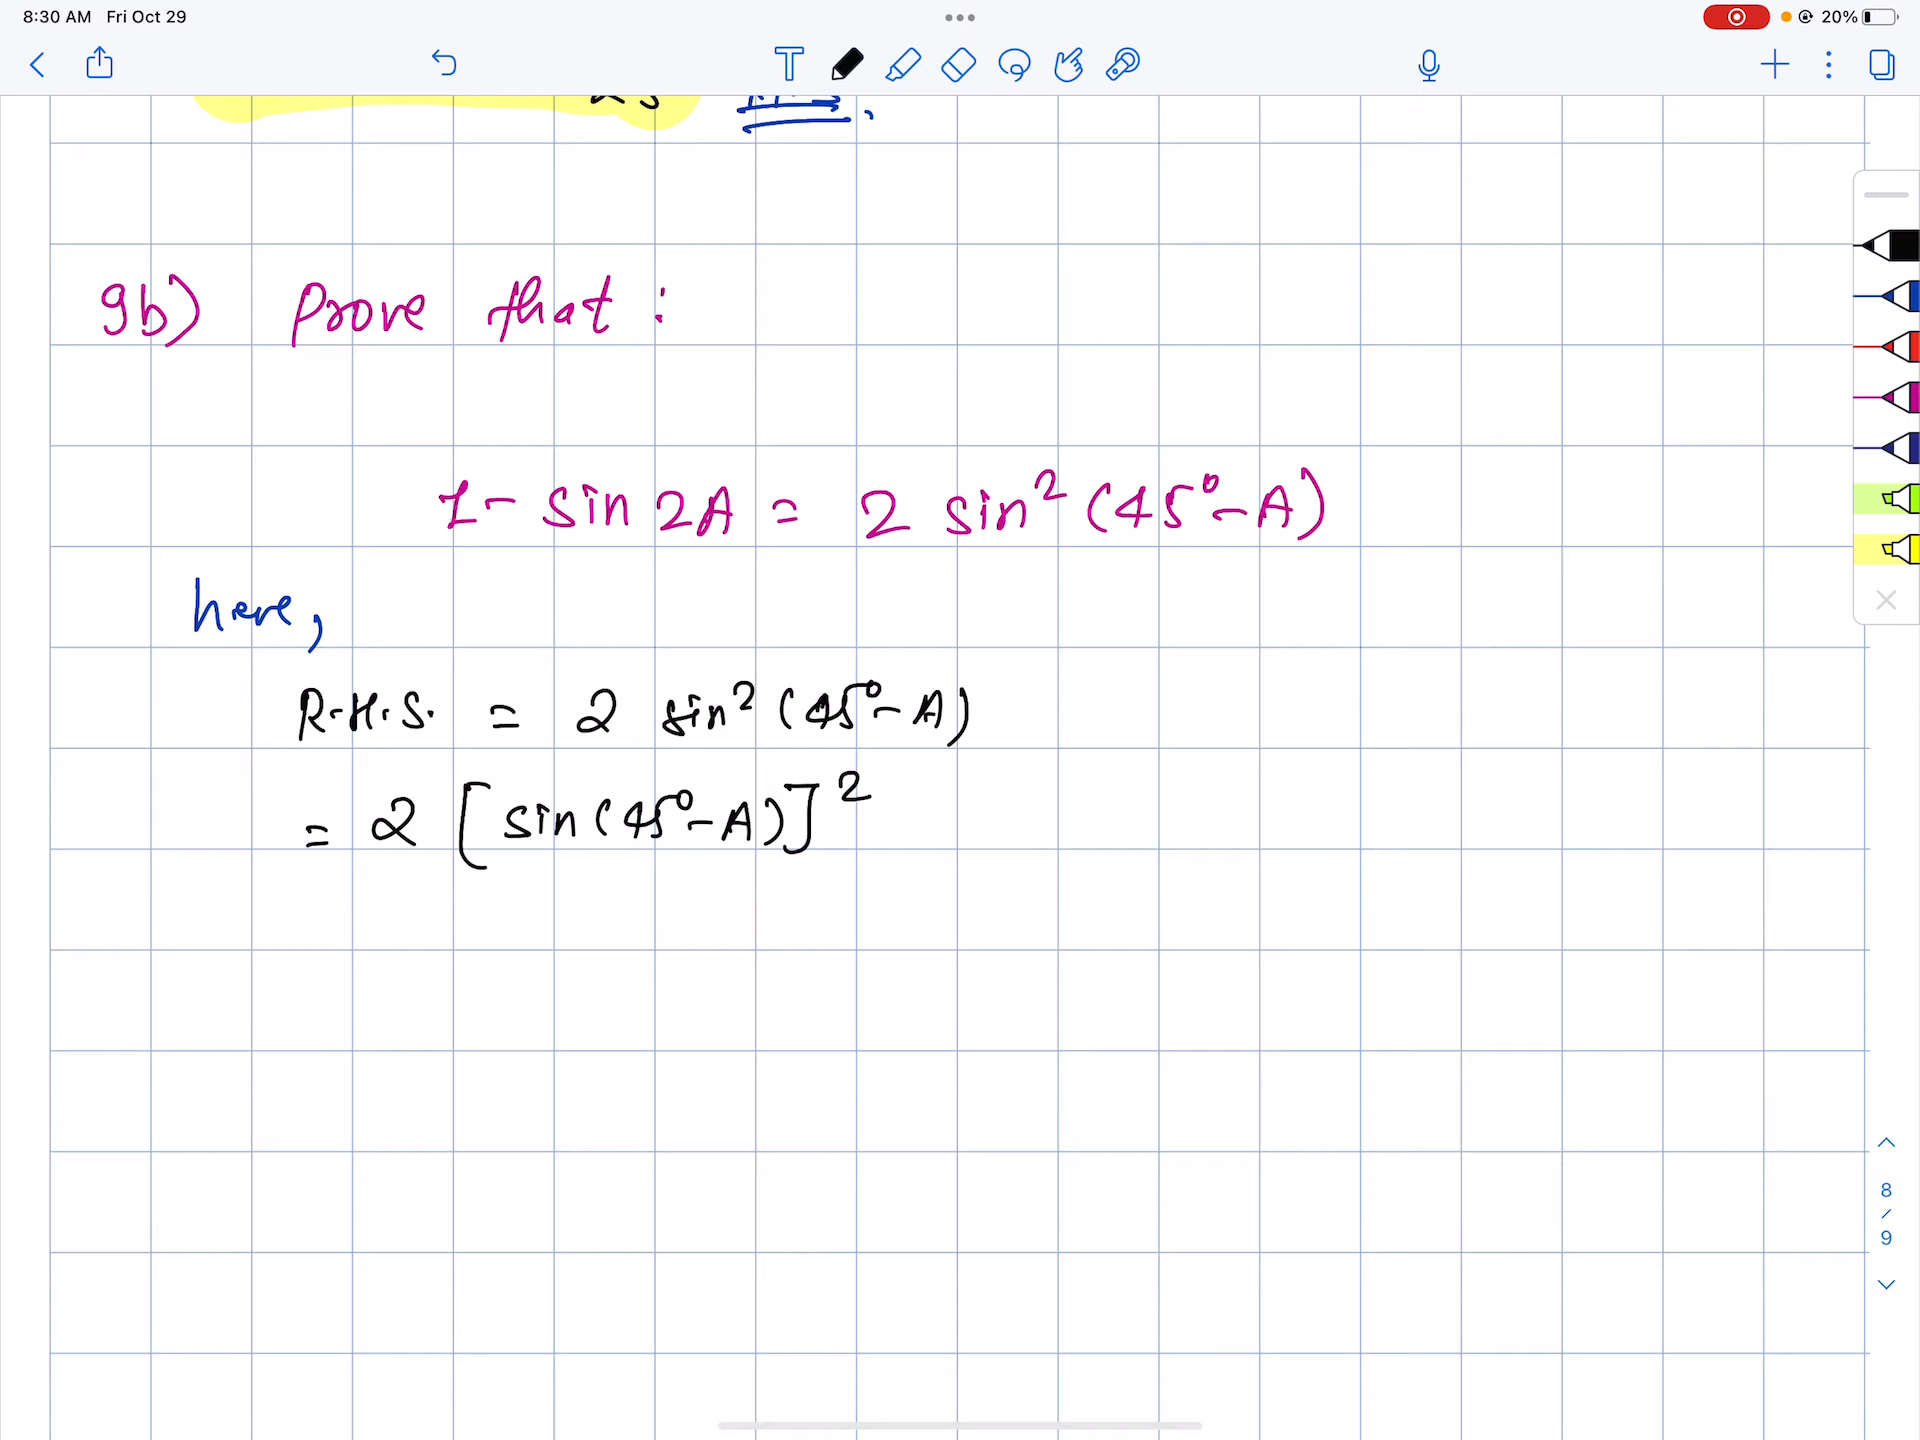 8:30 AM Fri Oct 29
20%
9b) Prove that :
1 - sin 2A = 2 sin² (45° - A)
here,
R.H.S. = 2 sin² (45° - A)
= 2 [sin (45° - A)]²
8
/
9